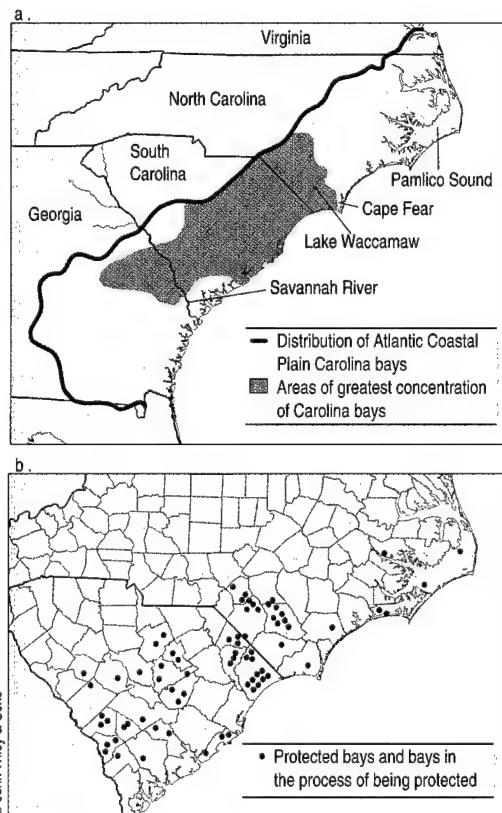 a.
Virginia
North Carolina
South
Carolina
Georgia
Pamlico Sound
Cape Fear
Lake Waccamaw
Savannah River
Distribution of Atlantic Coastal
Plain Carolina bays
Areas of greatest concentration
of Carolina bays
b.
Protected bays and bays in
the process of being protected